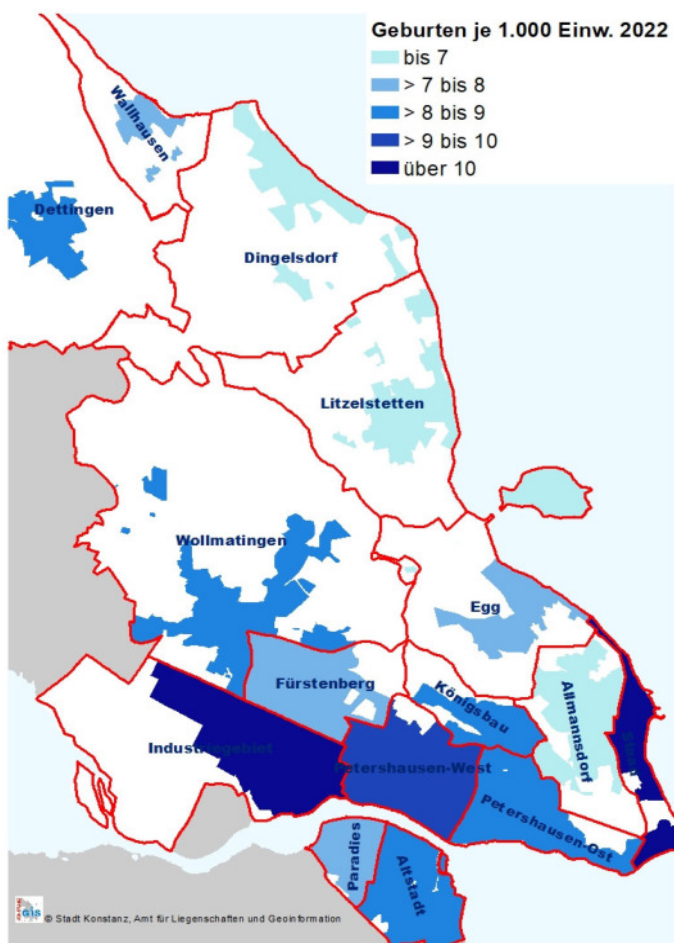 Geburten je 1.000 Einw. 2022
bis 7
> 7 bis 8
> 8 bis 9
> 9 bis 10
über 10
Wallhausen
Dettingen
Dingelsdorf
Litzelstetten
Wollmatingen
Egg
Fürstenberg
Königsbau
Allmannsdorf
Industriegebiet
Petershausen-West
Petershausen-Ost
Paradies
Altstadt
GIS
© Stadt Konstanz, Amt für Liegenschaften und Geoinformation